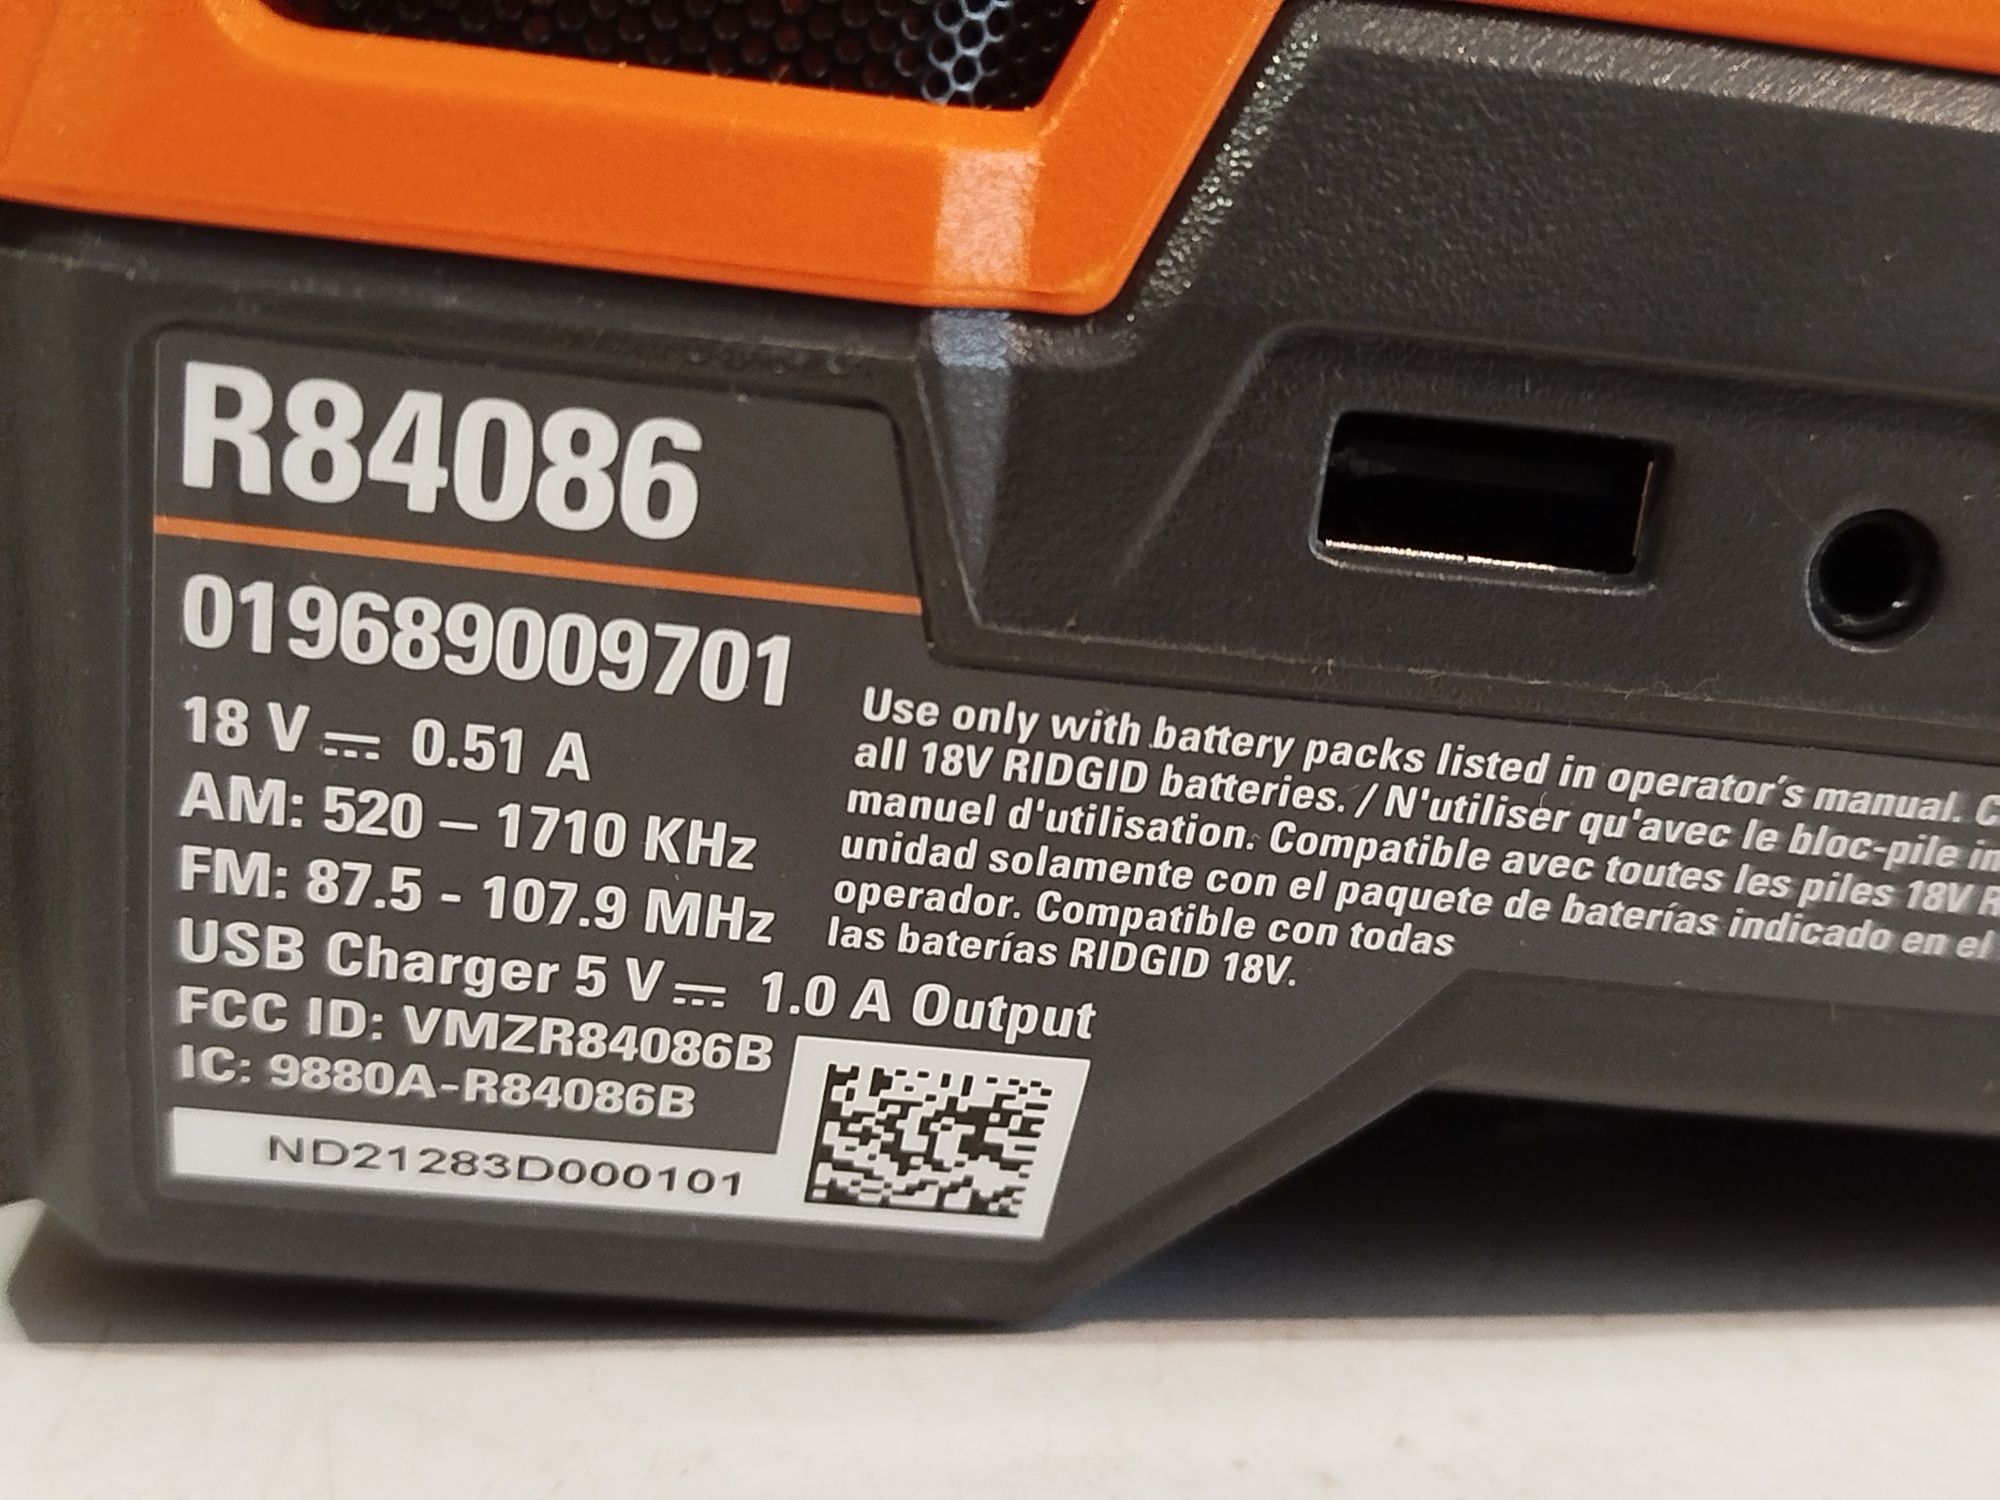 R84086
019689009701
18 V ⎓ 0.51 A
AM: 520 – 1710 KHz
FM: 87.5 - 107.9 MHz
USB Charger 5 V ⎓ 1.0 A Output
FCC ID: VMZR84086B
IC: 9880A-R84086B
ND21283D000101
Use only with battery packs listed in operator's manual. C
all 18V RIDGID batteries. / N'utiliser qu'avec le bloc-pile in
manuel d'utilisation. Compatible avec toutes les piles 18V R
unidad solamente con el paquete de baterías indicado en el
operador. Compatible con todas
las baterías RIDGID 18V.